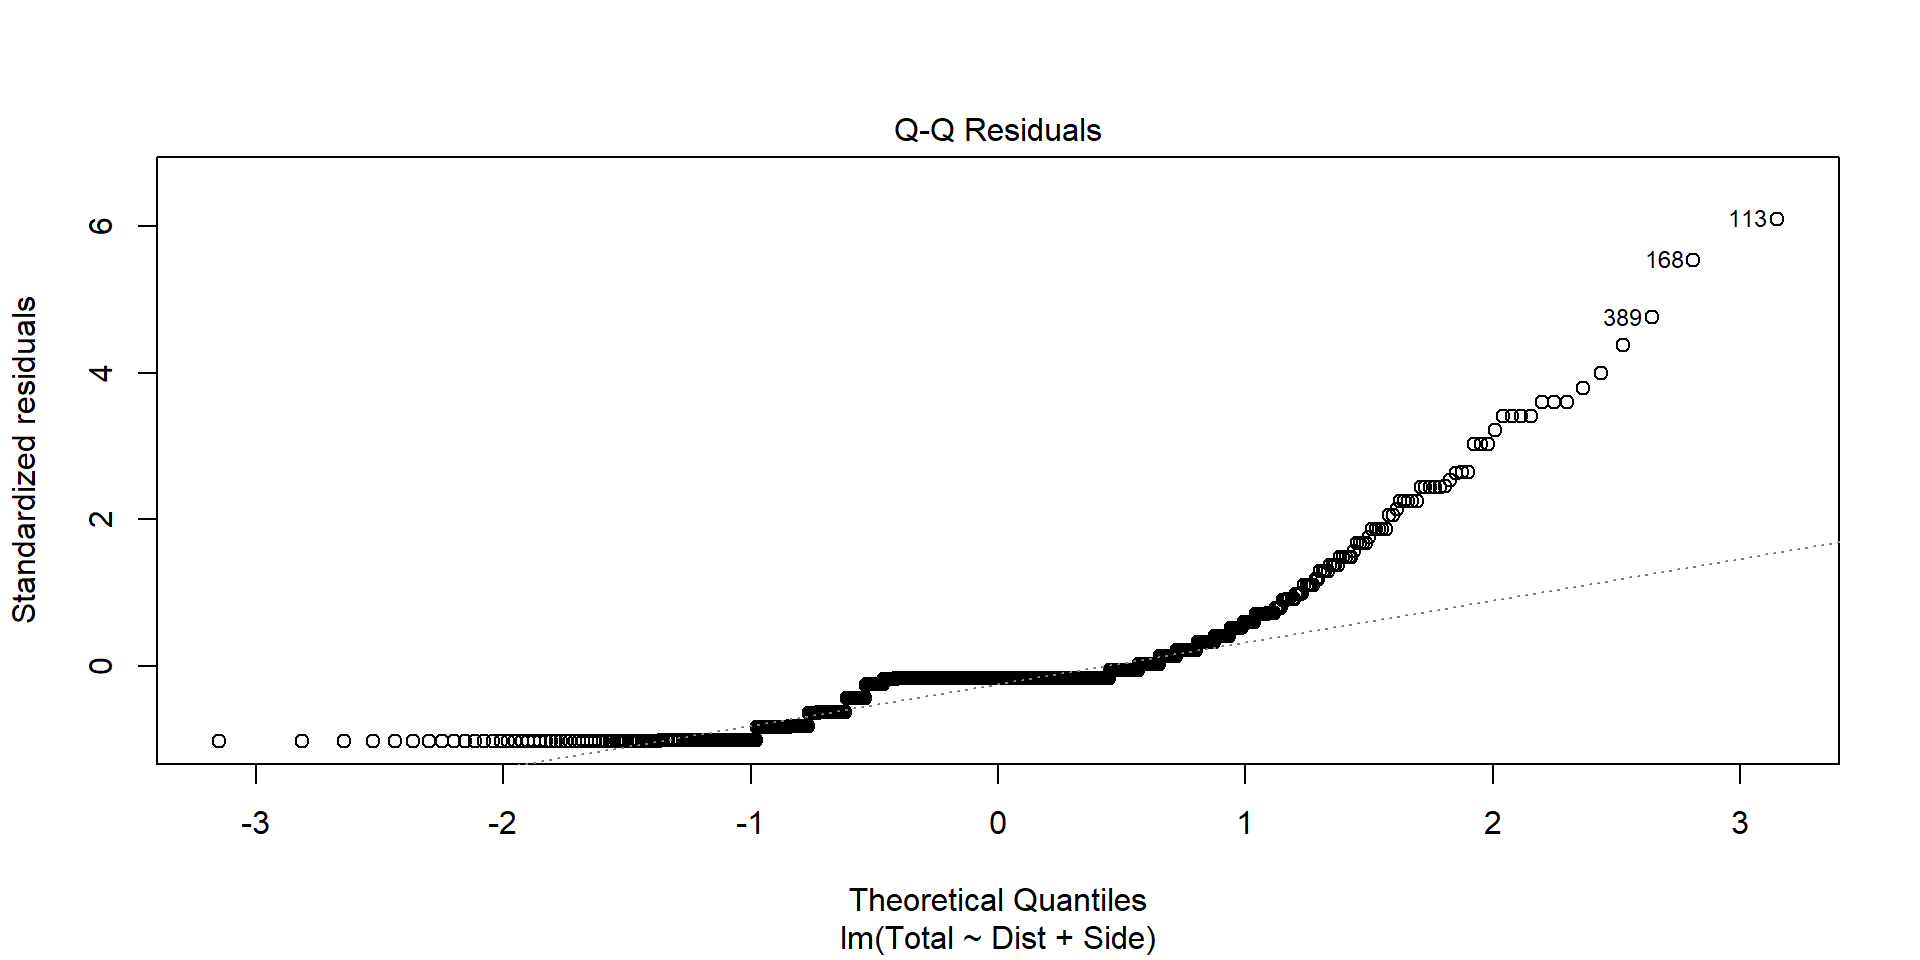 Q-Q Residuals
Standardized residuals
6
4
2
0
113
168
389
-3 -2 -1 0 1 2 3
Theoretical Quantiles
lm(Total ~ Dist + Side)